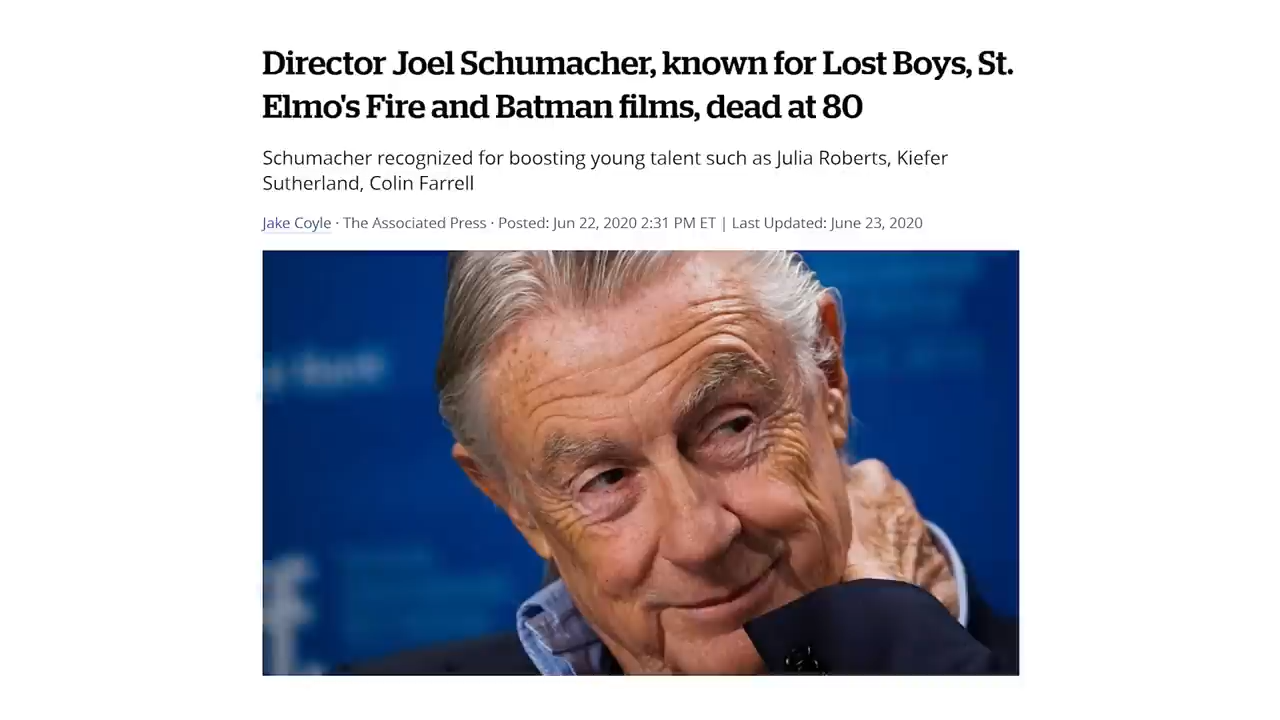 Director Joel Schumacher, known for Lost Boys, St.
Elmo's Fire and Batman films, dead at 80
Schumacher recognized for boosting young talent such as Julia Roberts, Kiefer
Sutherland, Colin Farrell
Jake Coyle · The Associated Press · Posted: Jun 22, 2020 2:31 PM ET | Last Updated: June 23, 2020